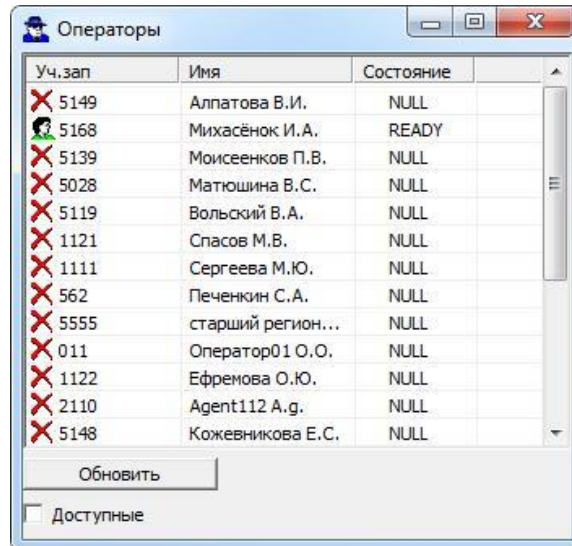 Операторы
Уч.зап Имя Состояние
5149 Алпатова В.И. NULL
5168 Михасёнок И.А. READY
5139 Моисеенков П.В. NULL
5028 Матюшина В.С. NULL
5119 Вольский В.А. NULL
1121 Спасов М.В. NULL
1111 Сергеева М.Ю. NULL
562 Печенкин С.А. NULL
5555 старший регион... NULL
011 Оператор01 О.О. NULL
1122 Ефремова О.Ю. NULL
2110 Agent112 A.g. NULL
5148 Кожевникова Е.С. NULL
Обновить
Доступные